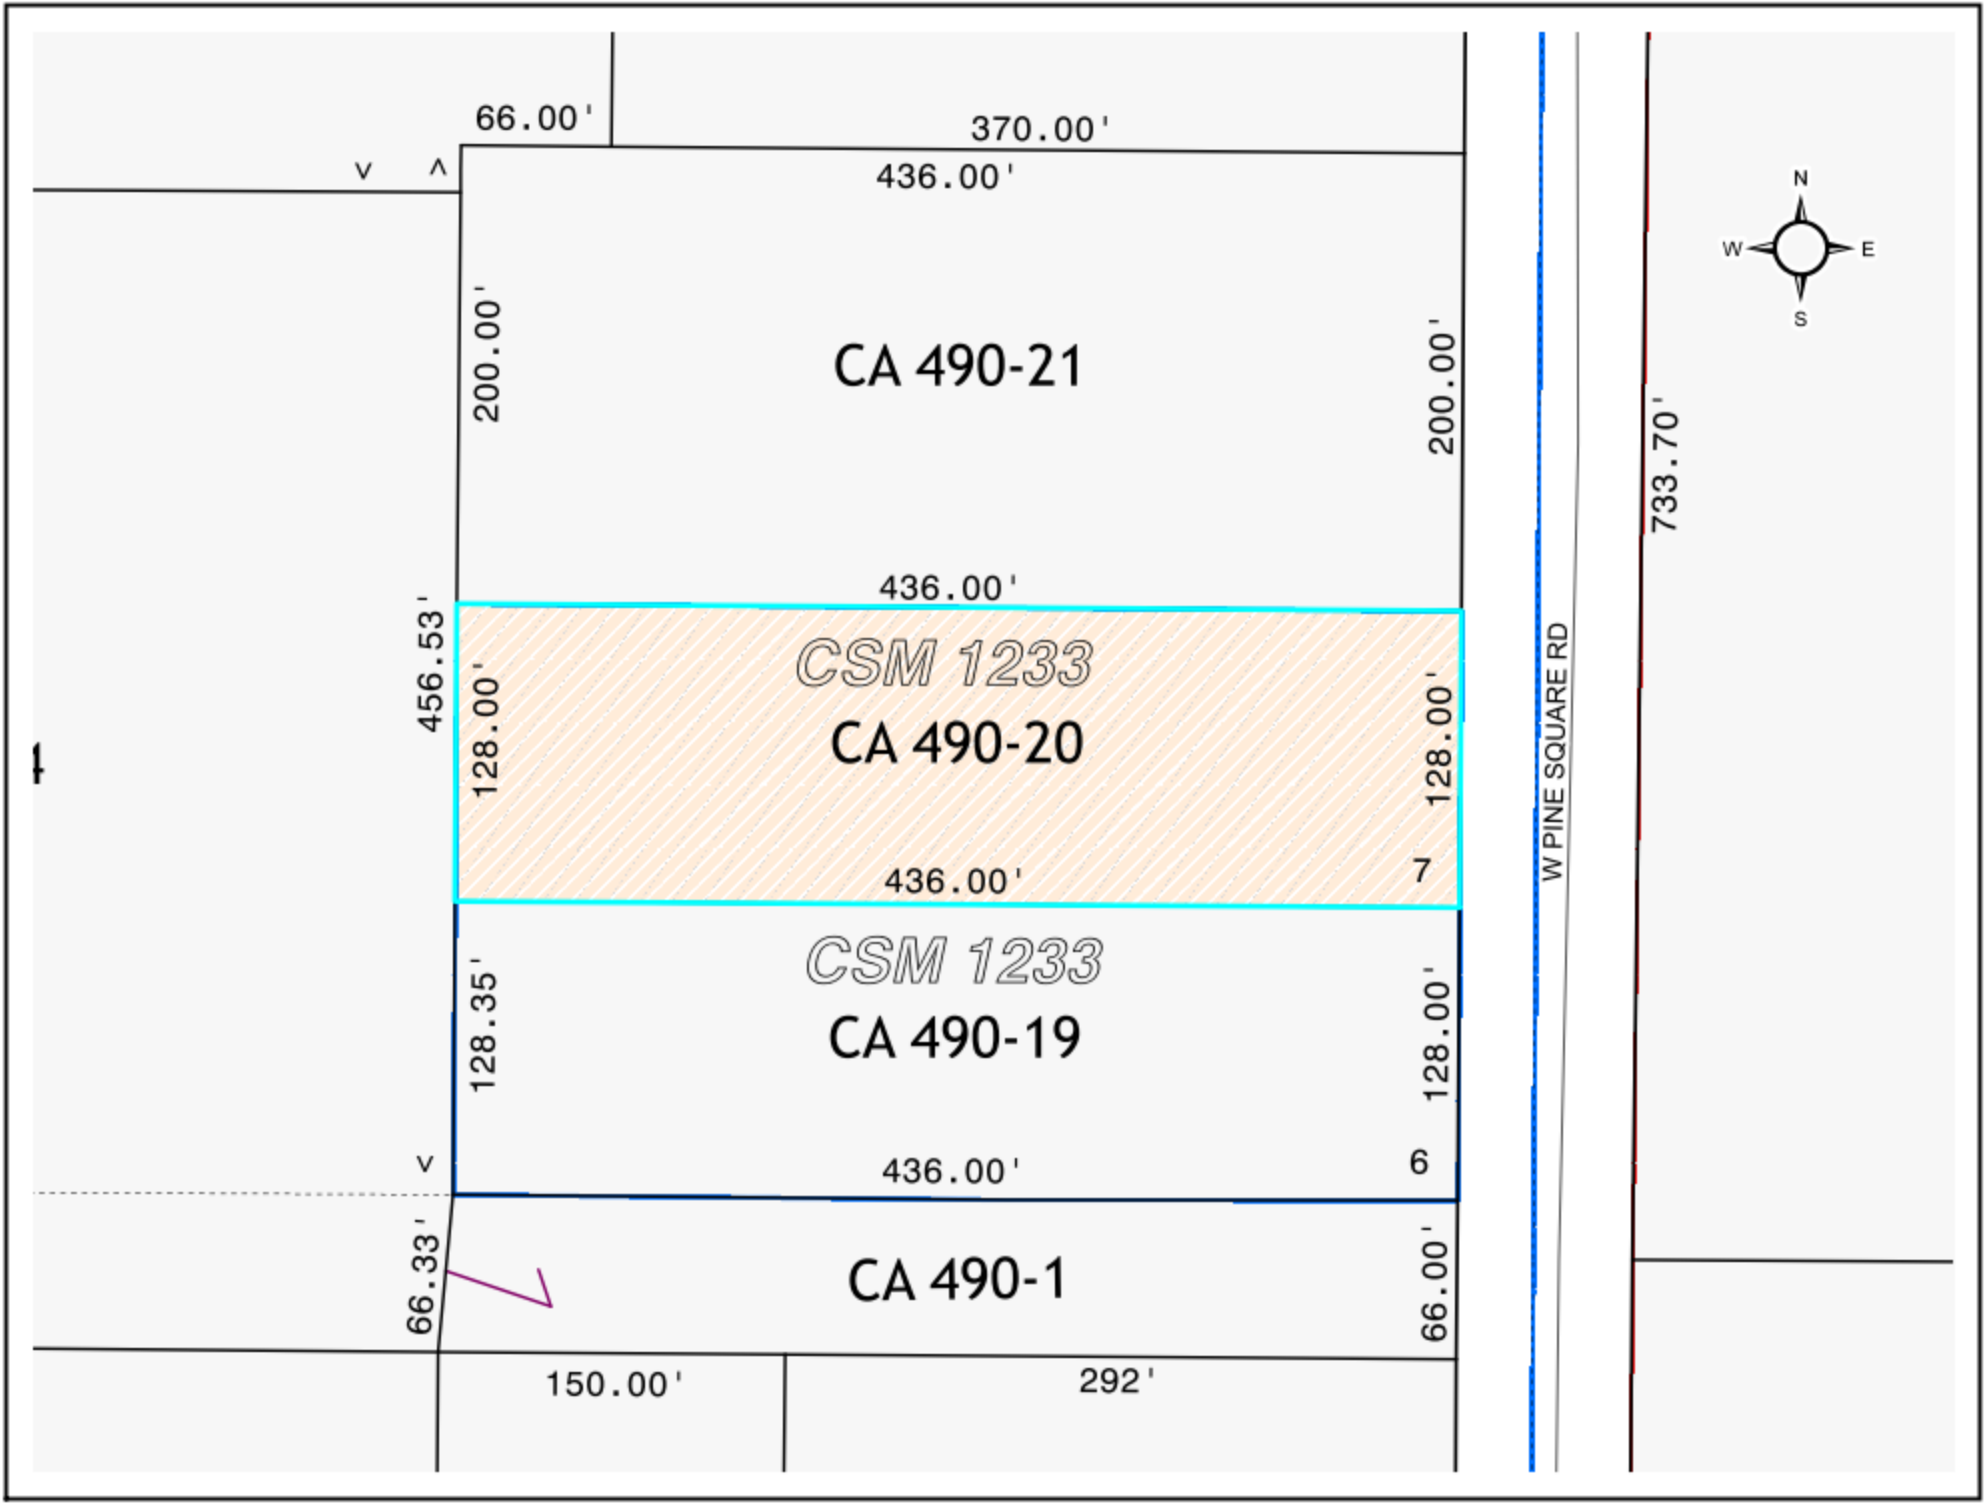 66.00'
370.00'
v
^
436.00'
N
W
E
S
200.00'
CA 490-21
200.00'
733.70'
436.00'
456.53'
128.00'
CSM 1233
CA 490-20
128.00'
W PINE SQUARE RD
436.00'
7
CSM 1233
128.35'
CA 490-19
128.00'
<
436.00'
6
66.33'
CA 490-1
66.00'
150.00'
292'